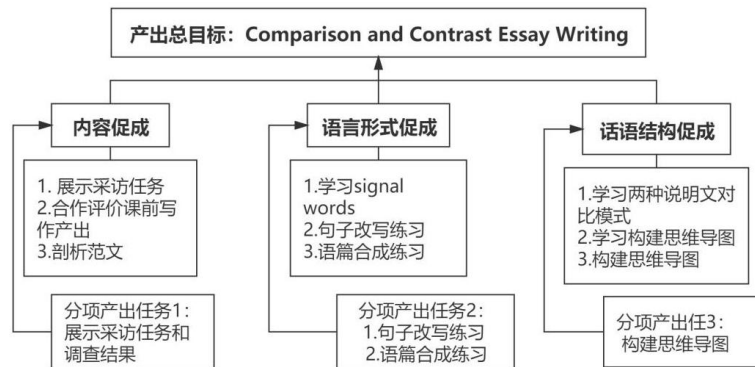 产出总目标：Comparison and Contrast Essay Writing
内容促成
1. 展示采访任务
2.合作评价课前写
作产出
3.剖析范文
分项产出任务1：
展示采访任务和
调查结果
语言形式促成
1.学习signal
words
2.句子改写练习
3.语篇合成练习
分项产出任务2：
1.句子改写练习
2.语篇合成练习
话语结构促成
1.学习两种说明文对
比模式
2.学习构建思维导图
3.构建思维导图
分项产出任3：
构建思维导图